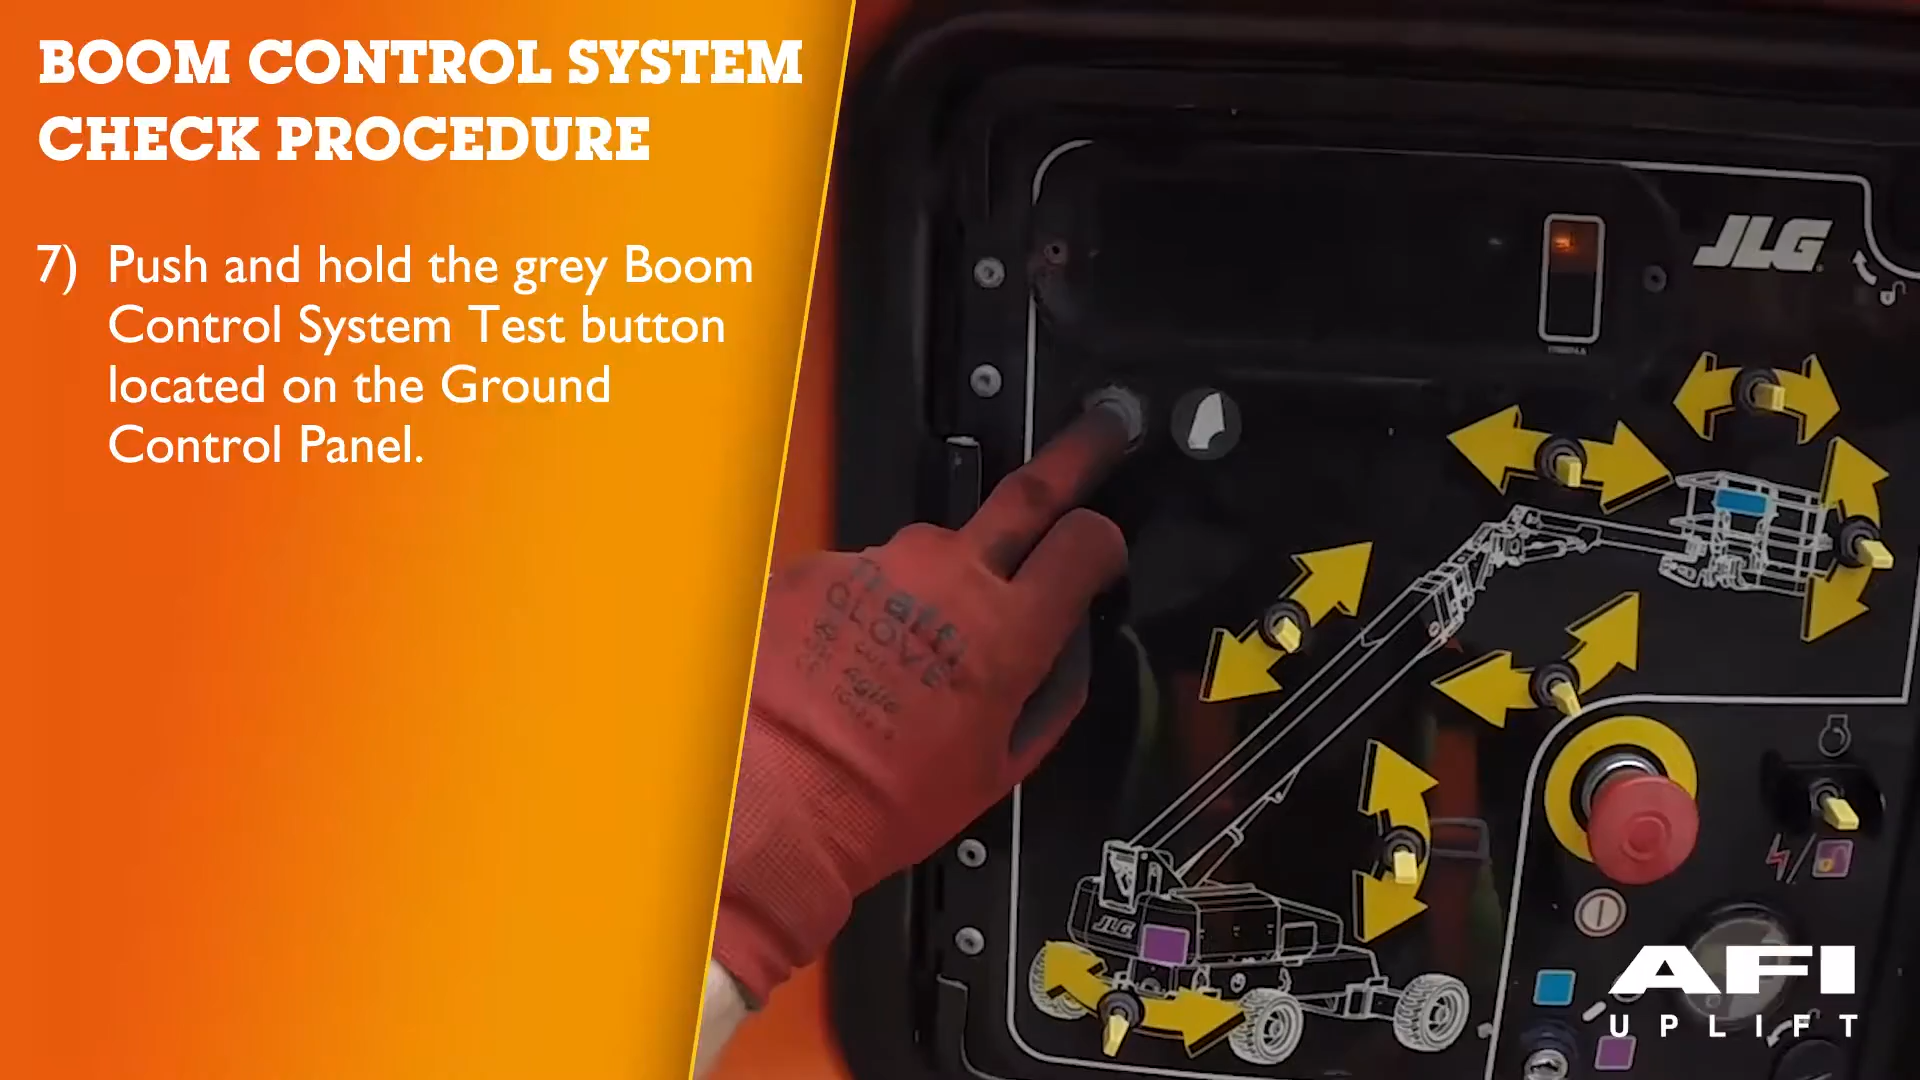 BOOM CONTROL SYSTEM
CHECK PROCEDURE
7) Push and hold the grey Boom
Control System Test button
located on the Ground
Control Panel.
JLG
GLOVE
JLG
AFI
UPLIFT